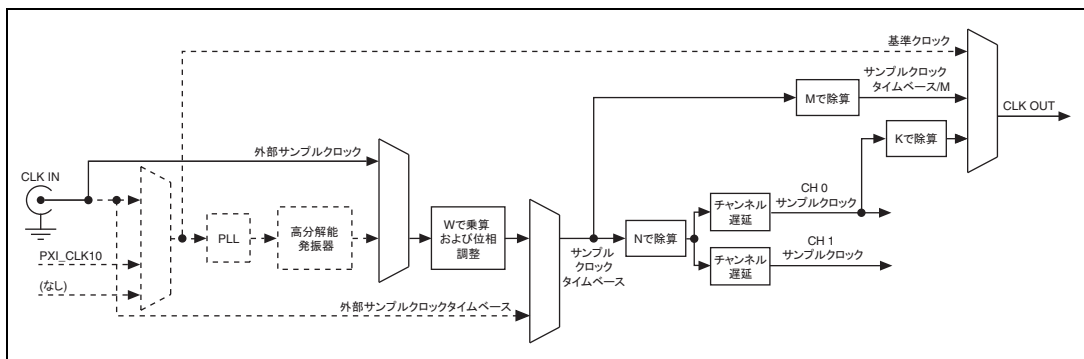 基準クロック
サンプルクロック
タイムベース/M
Mで除算
CLK OUT
Kで除算
外部サンプルクロック
CLK IN
PLL
高分解能
発振器
Wで乗算
および位相
調整
PXI_CLK10
(なし)
外部サンプルクロックタイムベース
サンプル
クロック
タイムベース
Nで除算
チャンネル
遅延
CH 0
サンプルクロック
チャンネル
遅延
CH 1
サンプルクロック